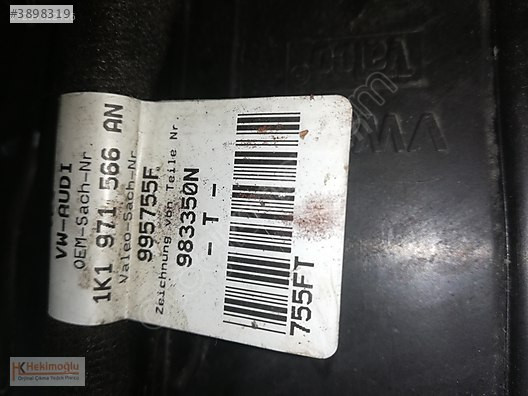 #3898319
VW-AUDI
OEM-Sach-Nr.
1K1 971 566 AN
Valeo-Sach-Nr.
995755F
Zeichnung von Teile Nr.
983350N
- T -
755FT
Valeo
VW
Hekimoğlu